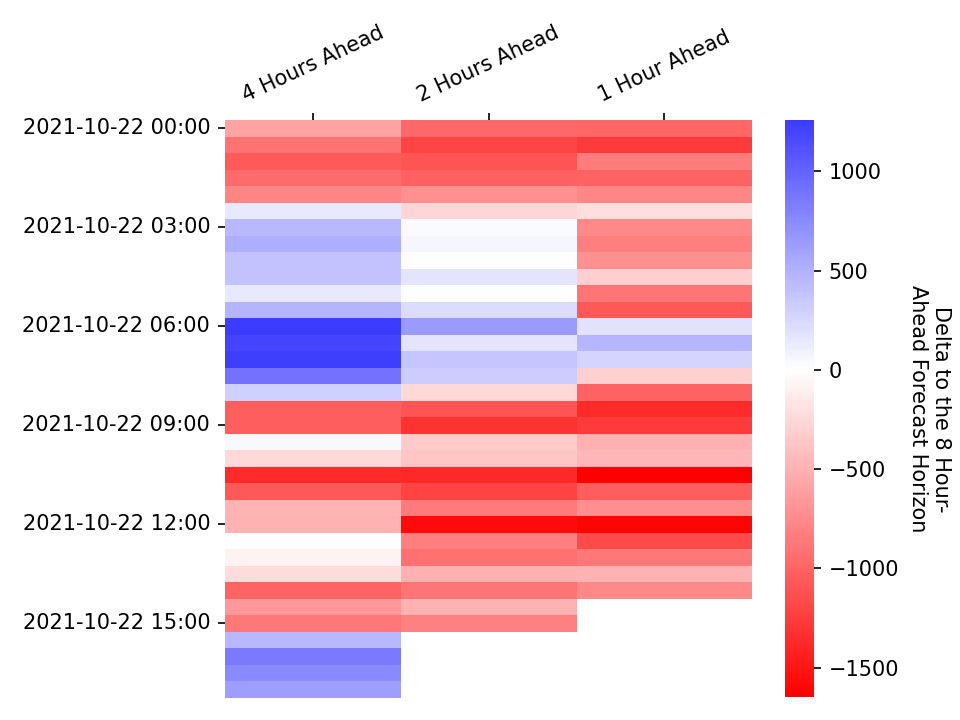 4 Hours Ahead
2 Hours Ahead
1 Hour Ahead
2021-10-22 00:00
2021-10-22 03:00
2021-10-22 06:00
2021-10-22 09:00
2021-10-22 12:00
2021-10-22 15:00
1000
500
0
−500
−1000
−1500
Delta to the 8 Hour-
Ahead Forecast Horizon